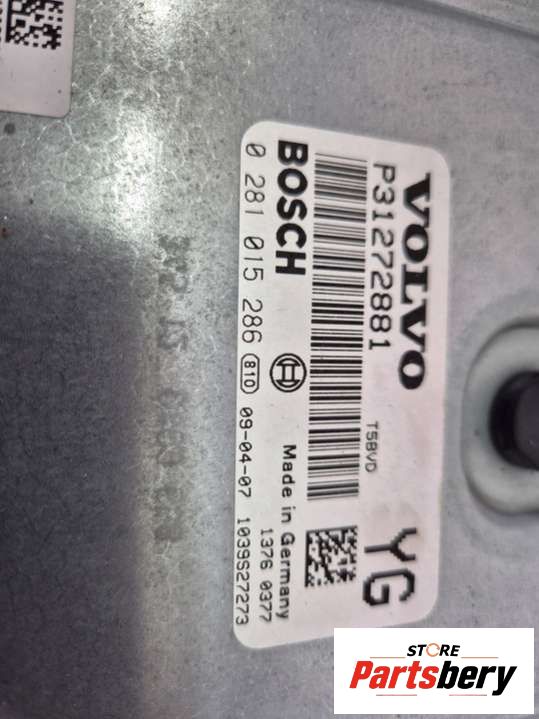 VOLVO
P31272881
T5BVD
YG
BOSCH
0 281 015 286
810
09-04-07
1039S27273
Made in Germany
1376 0377
STORE
Partsbery